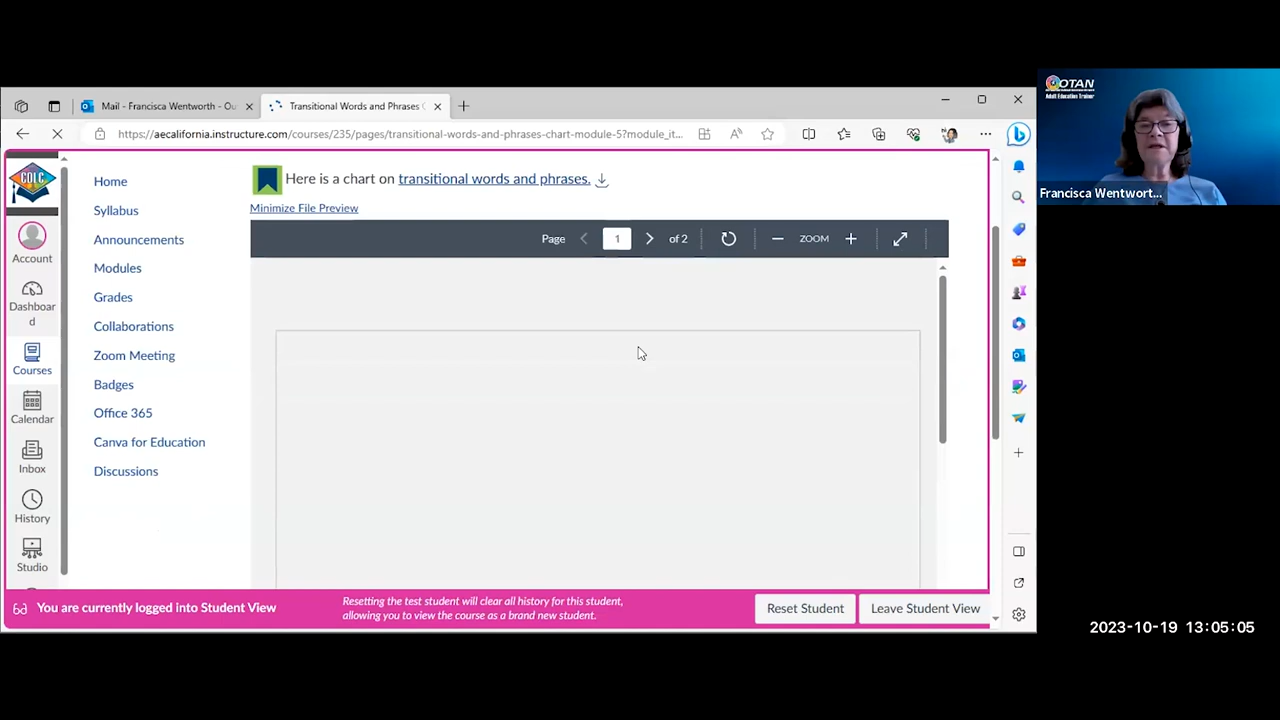 Mail - Francisca Wentworth - Ou
Transitional Words and Phrases C
https://aecalifornia.instructure.com/courses/235/pages/transitional-words-and-phrases-chart-module-5?module_it...
CDLC
Account
Dashboar
d
Courses
Calendar
Inbox
History
Studio
Home
Syllabus
Announcements
Modules
Grades
Collaborations
Zoom Meeting
Badges
Office 365
Canva for Education
Discussions
Here is a chart on transitional words and phrases.
Minimize File Preview
Page 1 of 2 ZOOM
You are currently logged into Student View
Resetting the test student will clear all history for this student,
allowing you to view the course as a brand new student.
Reset Student
Leave Student View
OTAN
Adult Education Trainer
Francisca Wentwort...
2023-10-19 13:05:05